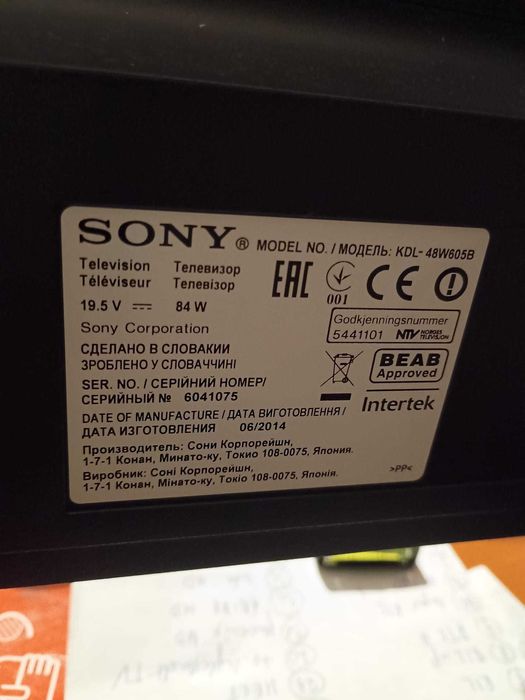 SONY® MODEL NO. / МОДЕЛЬ: KDL-48W605B
Television Телевизор
Téléviseur Телевізор
19.5 V ⎓ 84 W
Sony Corporation
СДЕЛАНО В СЛОВАКИИ
ЗРОБЛЕНО У СЛОВАЧЧИНІ
SER. NO. / СЕРІЙНИЙ НОМЕР/
СЕРИЙНЫЙ № 6041075
DATE OF MANUFACTURE / ДАТА ВИГОТОВЛЕННЯ /
ДАТА ИЗГОТОВЛЕНИЯ 06/2014
Производитель: Сони Корпорейшн,
1-7-1 Конан, Минато-ку, Токио 108-0075, Япония.
Виробник: Соні Корпорейшн,
1-7-1 Конан, Мінато-ку, Токіо 108-0075, Японія.
EAC
001
CE
Godkjenningsnummer
5441101 NTV NORGES
TELEVISJON
BEAB
Approved
Intertek
>PP<